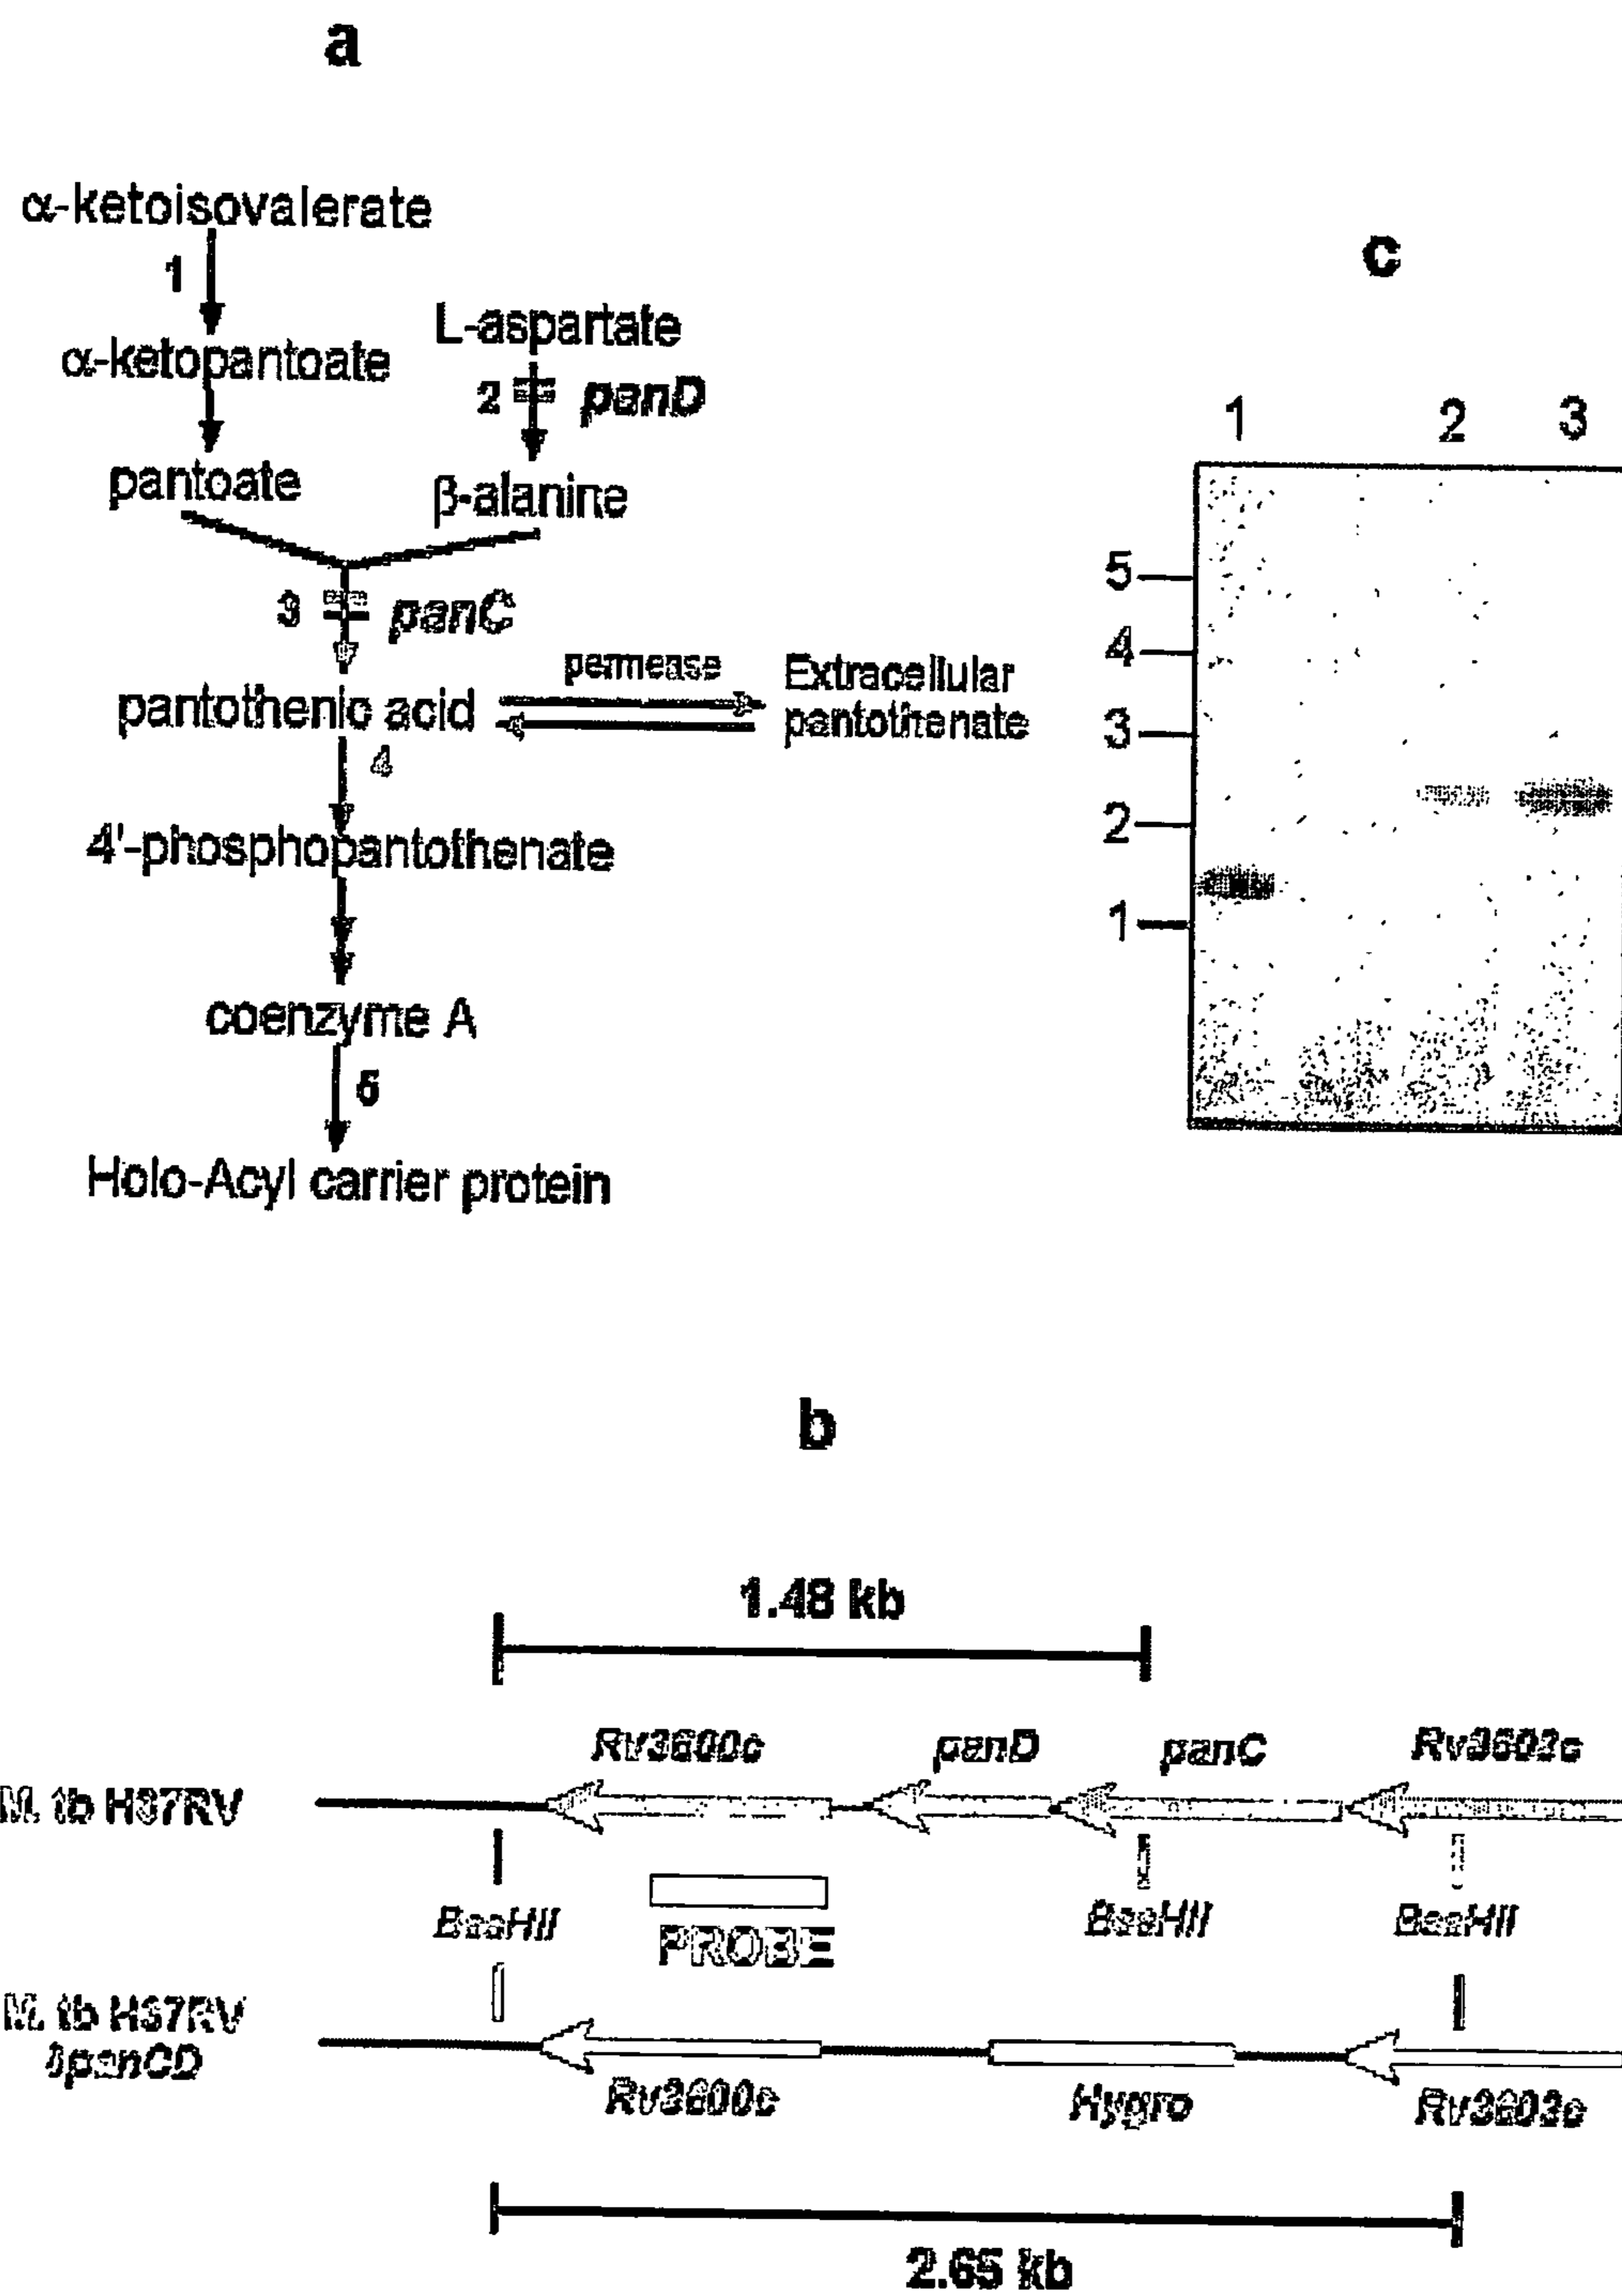 a
α-ketoisovalerate
1
α-ketopantoate
L-aspartate
2 panD
pantoate
β-alanine
3 panC
pantothenic acid
permease
Extracellular
pantothenate
4
4'-phosphopantothenate
coenzyme A
5
Holo-Acyl carrier protein
c
1 2 3
5
4
3
2
1
b
1.48 kb
Rv3600c panD panC Rv3603c
M. tb H37RV
BssHII BssHII BssHII
PROBE
M. tb H37RV
ΔpanCD
Rv3600c Hygro Rv3603c
2.65 kb